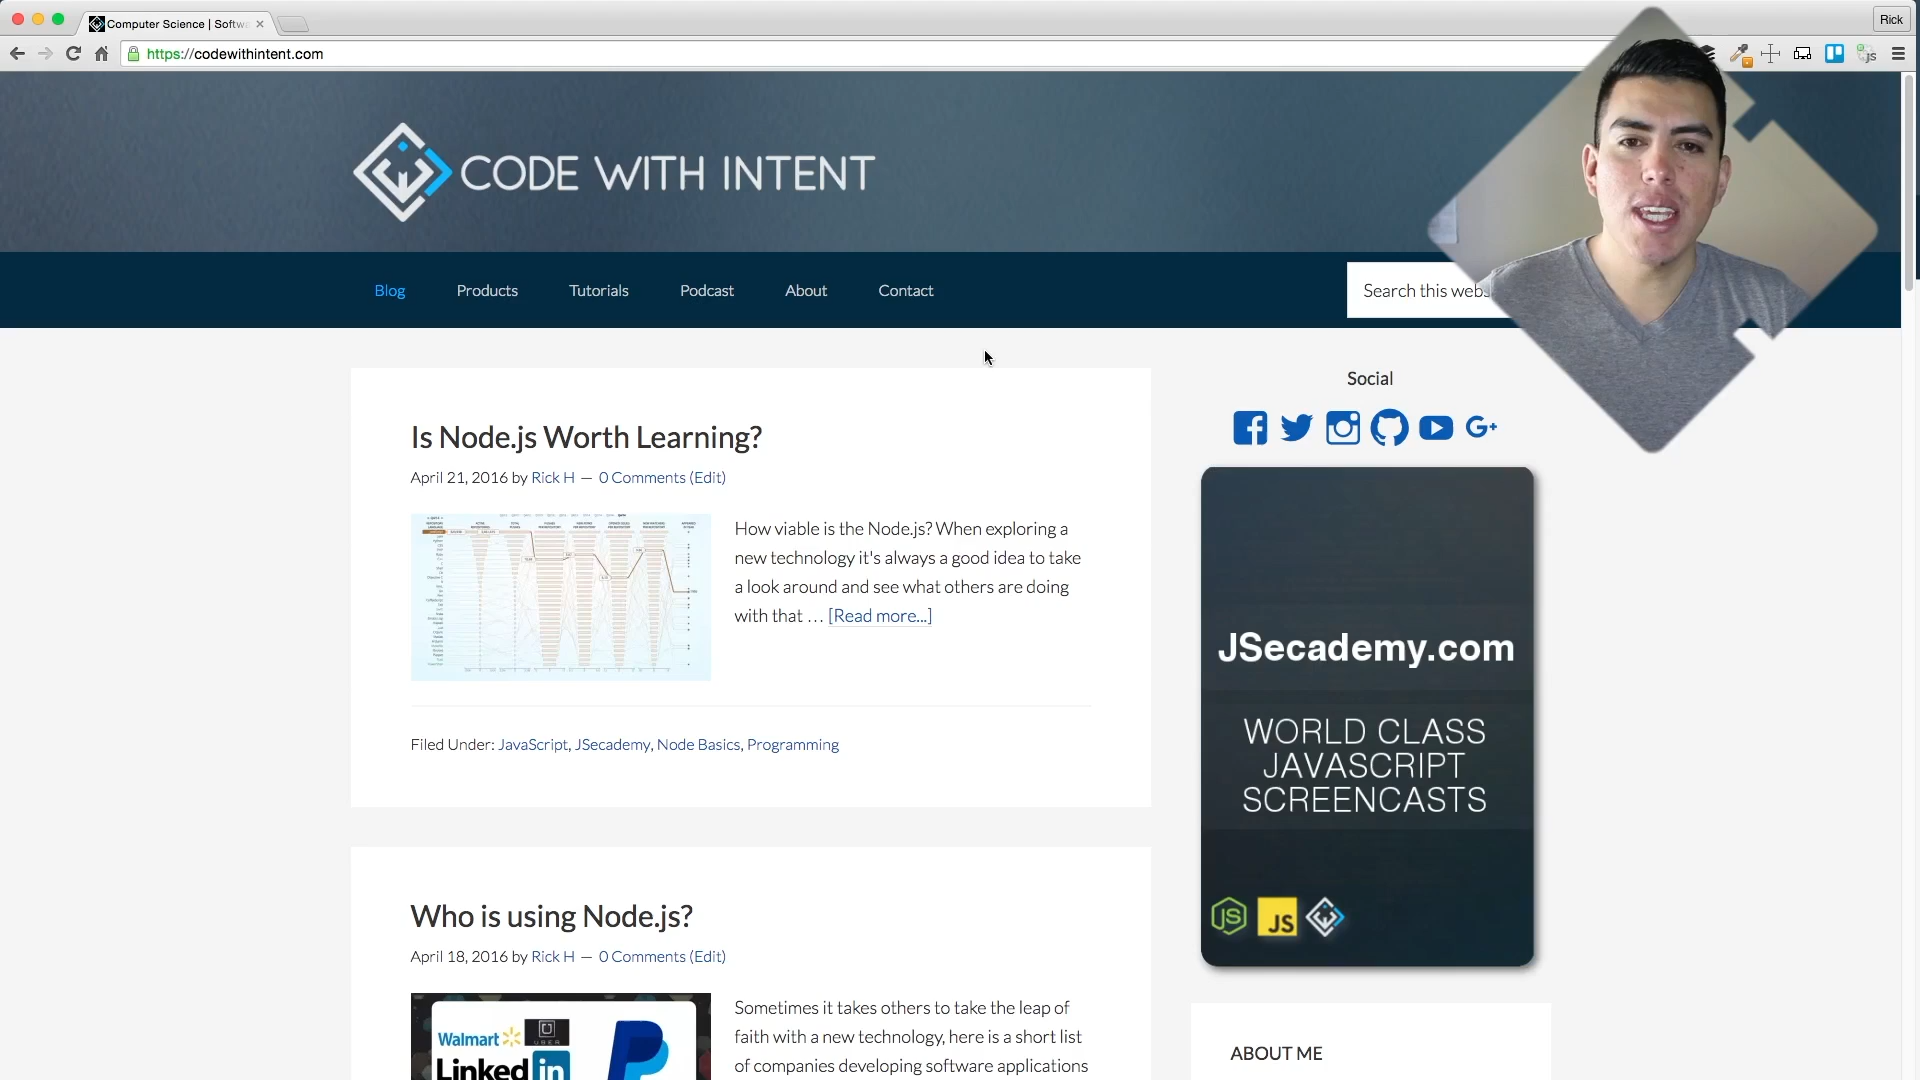 Computer Science | Softw
Rick
https://codewithintent.com
CODE WITH INTENT
Blog
Products
Tutorials
Podcast
About
Contact
Search this webs
Is Node.js Worth Learning?
April 21, 2016 by Rick H — 0 Comments (Edit)
How viable is the Node.js? When exploring a
new technology it's always a good idea to take
a look around and see what others are doing
with that … [Read more...]
Filed Under: JavaScript, JSecademy, Node Basics, Programming
Who is using Node.js?
April 18, 2016 by Rick H — 0 Comments (Edit)
Walmart
UBER
Linked in
Sometimes it takes others to take the leap of
faith with a new technology, here is a short list
of companies developing software applications
Social
JSecademy.com
WORLD CLASS
JAVASCRIPT
SCREENCASTS
JS
JS
ABOUT ME